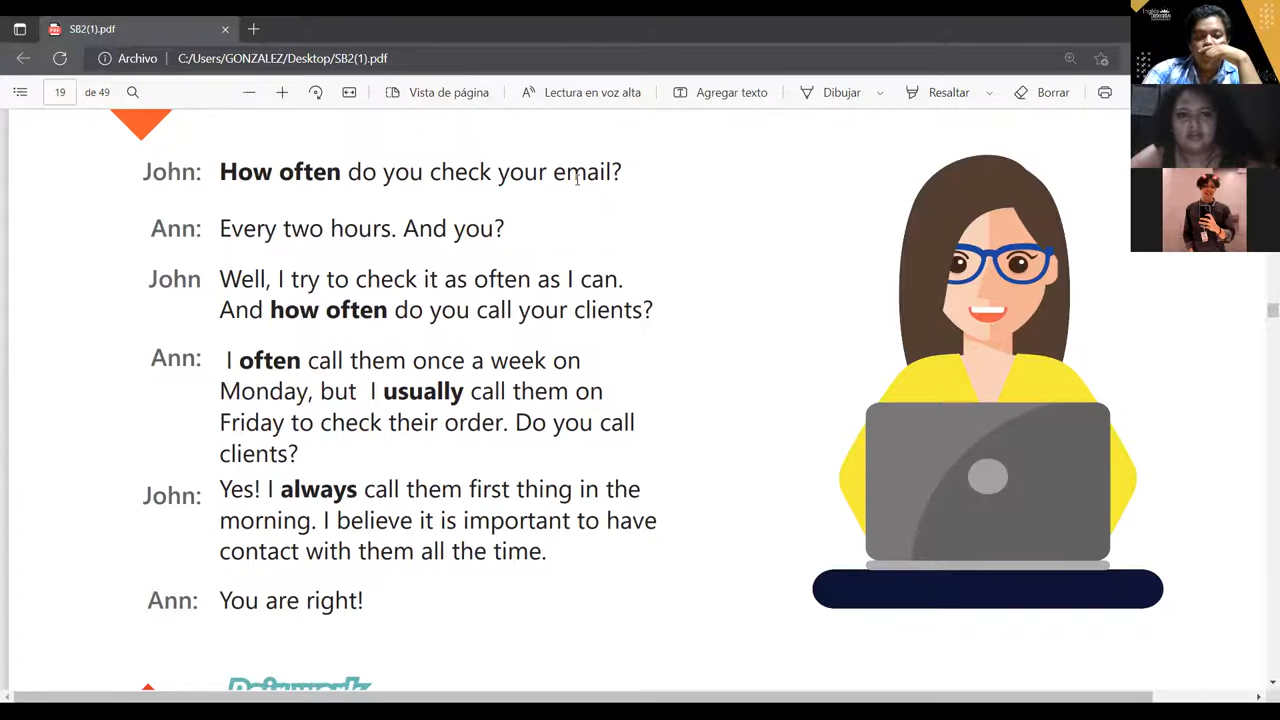 SB2(1).pdf
Archivo
C:/Users/GONZALEZ/Desktop/SB2(1).pdf
19 de 49
Vista de página
Lectura en voz alta
Agregar texto
Dibujar
Resaltar
Borrar
John: How often do you check your email?
Ann: Every two hours. And you?
John Well, I try to check it as often as I can.
And how often do you call your clients?
Ann: I often call them once a week on
Monday, but I usually call them on
Friday to check their order. Do you call
clients?
John: Yes! I always call them first thing in the
morning. I believe it is important to have
contact with them all the time.
Ann: You are right!